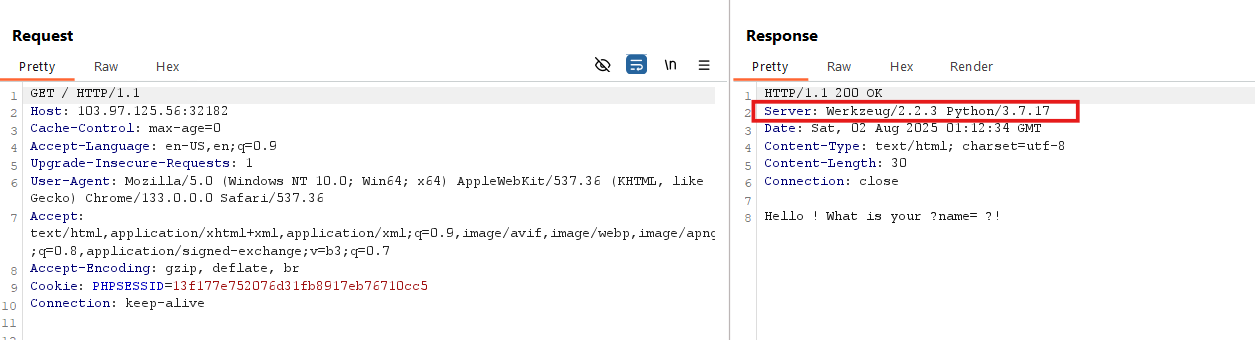 Request
Pretty Raw Hex \n
1 GET / HTTP/1.1
2 Host: 103.97.125.56:32182
3 Cache-Control: max-age=0
4 Accept-Language: en-US,en;q=0.9
5 Upgrade-Insecure-Requests: 1
6 User-Agent: Mozilla/5.0 (Windows NT 10.0; Win64; x64) AppleWebKit/537.36 (KHTML, like
Gecko) Chrome/133.0.0.0 Safari/537.36
7 Accept:
text/html,application/xhtml+xml,application/xml;q=0.9,image/avif,image/webp,image/apng
;q=0.8,application/signed-exchange;v=b3;q=0.7
8 Accept-Encoding: gzip, deflate, br
9 Cookie: PHPSESSID=13f177e752076d31fb8917eb76710cc5
10 Connection: keep-alive
11
12
Response
Pretty Raw Hex Render
1 HTTP/1.1 200 OK
2 Server: Werkzeug/2.2.3 Python/3.7.17
3 Date: Sat, 02 Aug 2025 01:12:34 GMT
4 Content-Type: text/html; charset=utf-8
5 Content-Length: 30
6 Connection: close
7
8 Hello ! What is your ?name= ?!